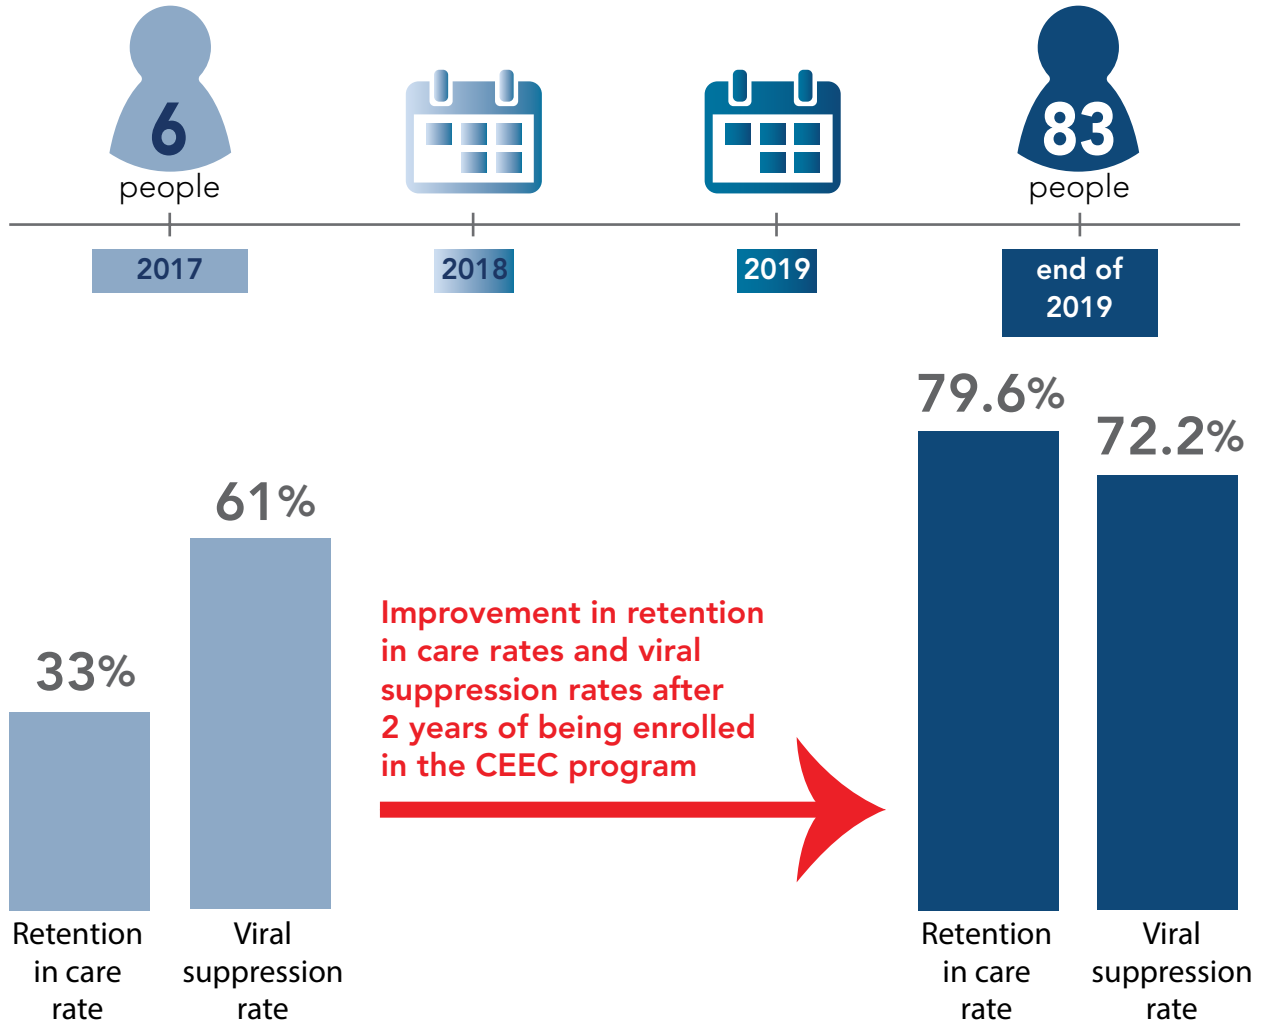 6
people
83
people
2017
2018
2019
end of
2019
33%
61%
Improvement in retention
in care rates and viral
suppression rates after
2 years of being enrolled
in the CEEC program
79.6%
72.2%
Retention
in care
rate
Viral
suppression
rate
Retention
in care
rate
Viral
suppression
rate